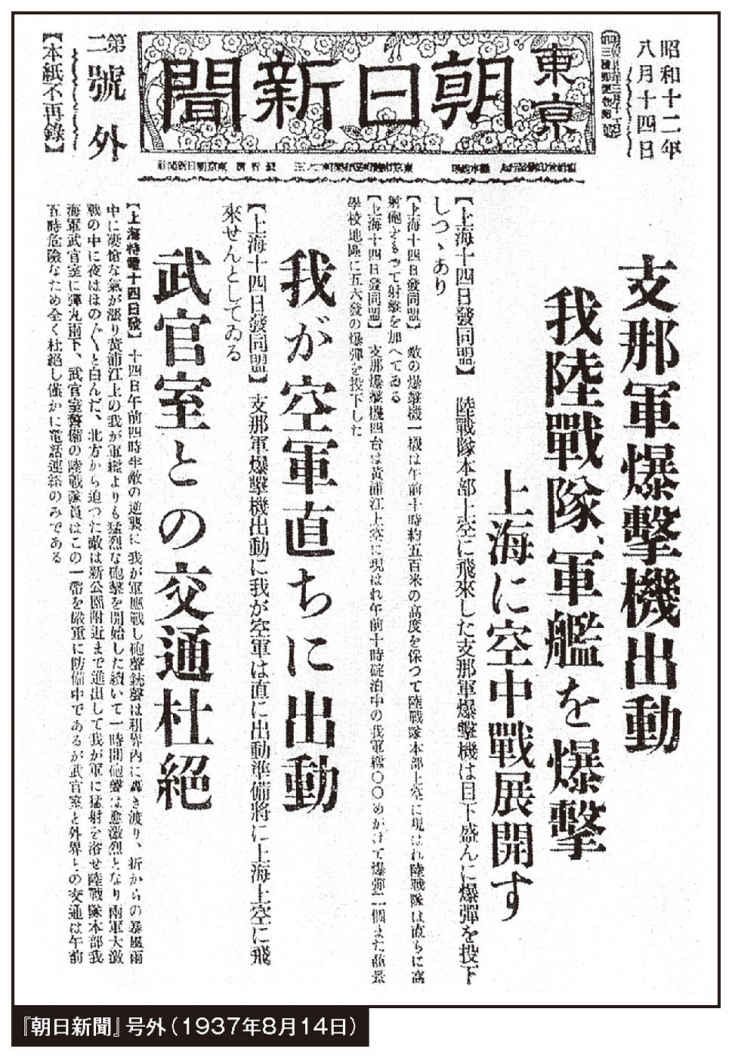 昭和十二年
八月十四日
東京
朝日新聞
第二號外
【本紙不再錄】
支那軍爆擊機出動
我陸戰隊、軍艦を爆擊
上海に空中戰展開す
【上海十四日發同盟】 陸戰隊本部上空に飛來した支那軍爆擊機は目下盛んに爆彈を投下
しつゝあり
【上海十四日發同盟】 敵の爆擊機一機は午前十時約五百米の高度を保つて陸戰隊本部上空に現はれ陸戰隊は直ちに高
射砲をもつて射擊を加へてゐる
【上海十四日發同盟】 支那爆擊機四台は黃浦江上空に現はれ午前十時碇泊中の我軍艦〇〇めがけて爆彈二個また
學校地區に五六發の爆彈を投下した
我が空軍直ちに出動
【上海十四日發同盟】 支那軍爆擊機出動に我が空軍は直に出動準備將に上海上空に飛
來せんとしてゐる
武官室との交通杜絕
【上海特電十四日發】 十四日午前四時半敵の逆襲に我が軍應戰し砲聲銃聲は租界內に轟き渡り、折からの暴風雨
中に凄愴な氣が漲り黃浦江上の我が軍艦よりも猛烈な砲擊を開始した續いて一時間砲聲は愈激烈となり兩軍大激
戰の中に夜はほの〲と白んだ、北方から迫つた敵は新公園附近まで進出して我が軍に猛射を浴せ陸戰隊本部我
海軍武官室に彈丸雨下、武官室警備の陸戰隊員はこの一帶を嚴重に防備中であるが武官室と外界との交通は午前
五時危險なため全く杜絕し僅かに電話連絡のみである
『朝日新聞』号外（1937年8月14日）